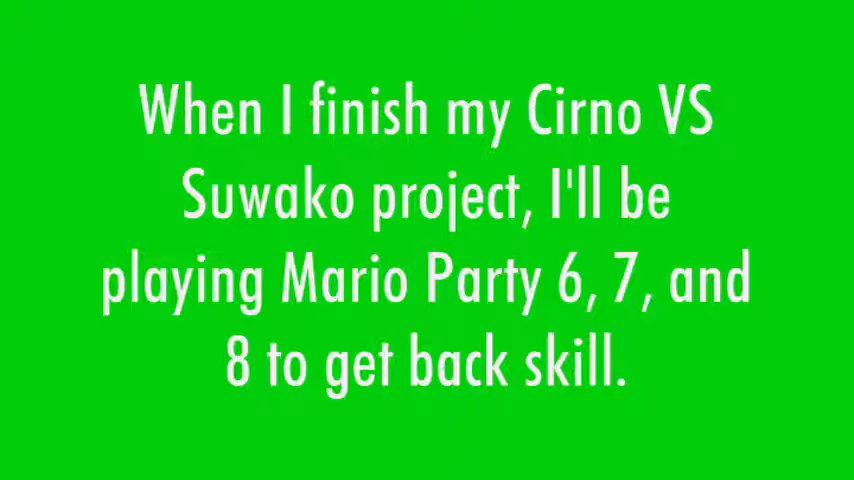 When I finish my Cirno VS
Suwako project, I'll be
playing Mario Party 6, 7, and
8 to get back skill.